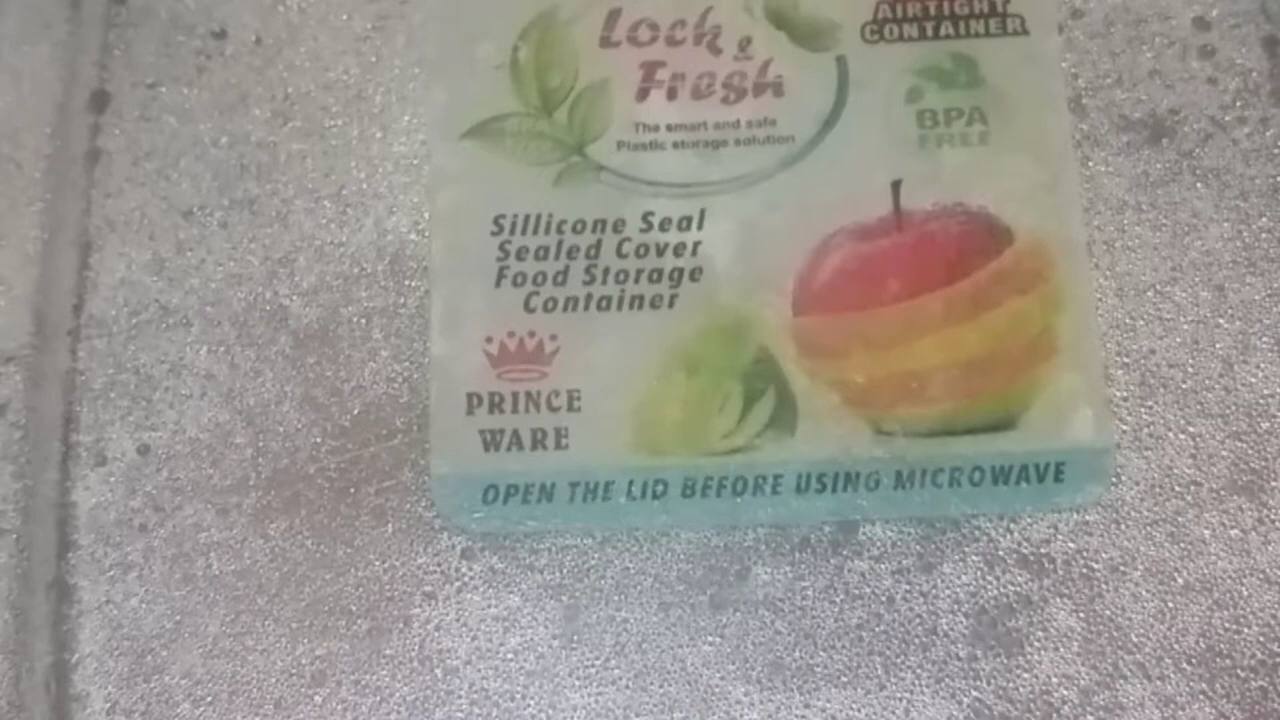 Lock &
Fresh
The smart and safe
Plastic storage solution
AIRTIGHT
CONTAINER
BPA
FREE
Sillicone Seal
Sealed Cover
Food Storage
Container
PRINCE
WARE
OPEN THE LID BEFORE USING MICROWAVE